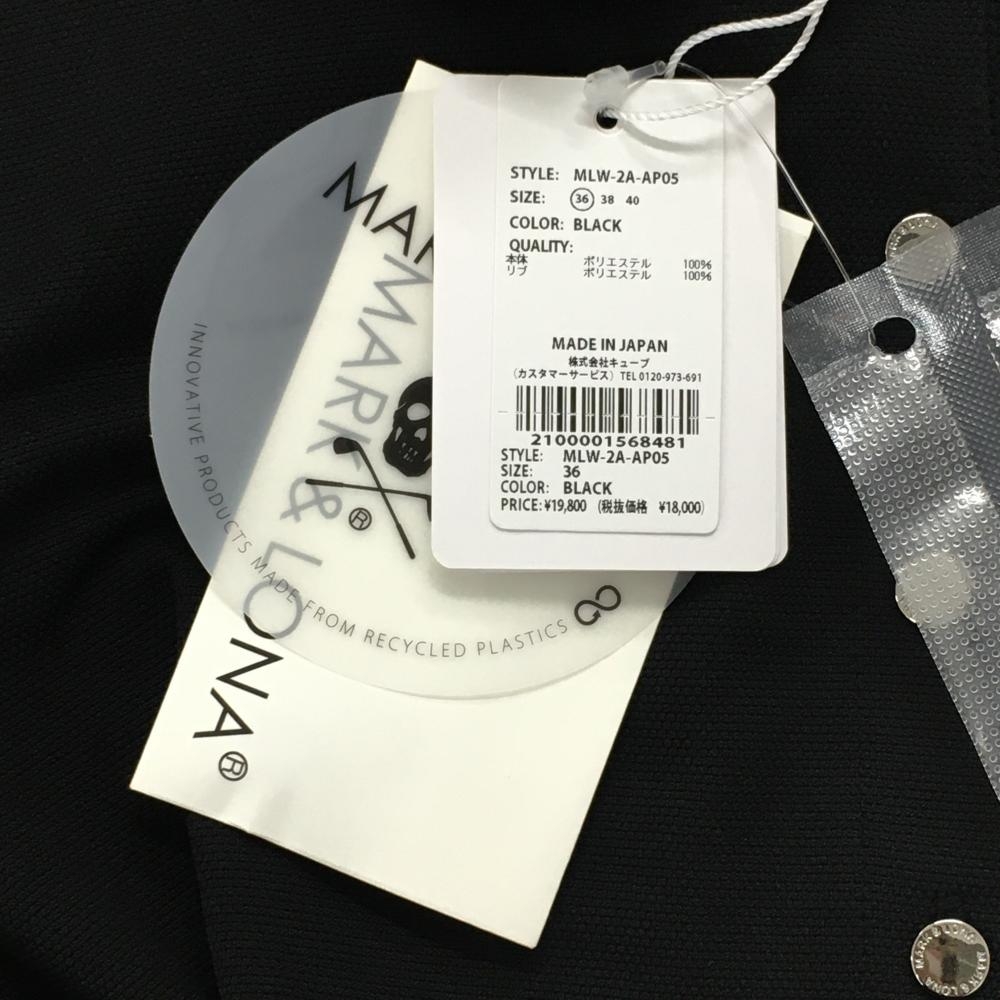 STYLE: MLW-2A-AP05
SIZE: 36 38 40
COLOR: BLACK
QUALITY:
本体 ポリエステル 100%
リブ ポリエステル 100%
MADE IN JAPAN
株式会社キューブ
(カスタマーサービス) TEL 0120-973-691
2100001568481
STYLE: MLW-2A-AP05
SIZE: 36
COLOR: BLACK
PRICE: ¥19,800 (税抜価格 ¥18,000)
MARK & LONA®
®
INNOVATIVE PRODUCTS MADE FROM RECYCLED PLASTICS
MARK & LONA MARK & LONA